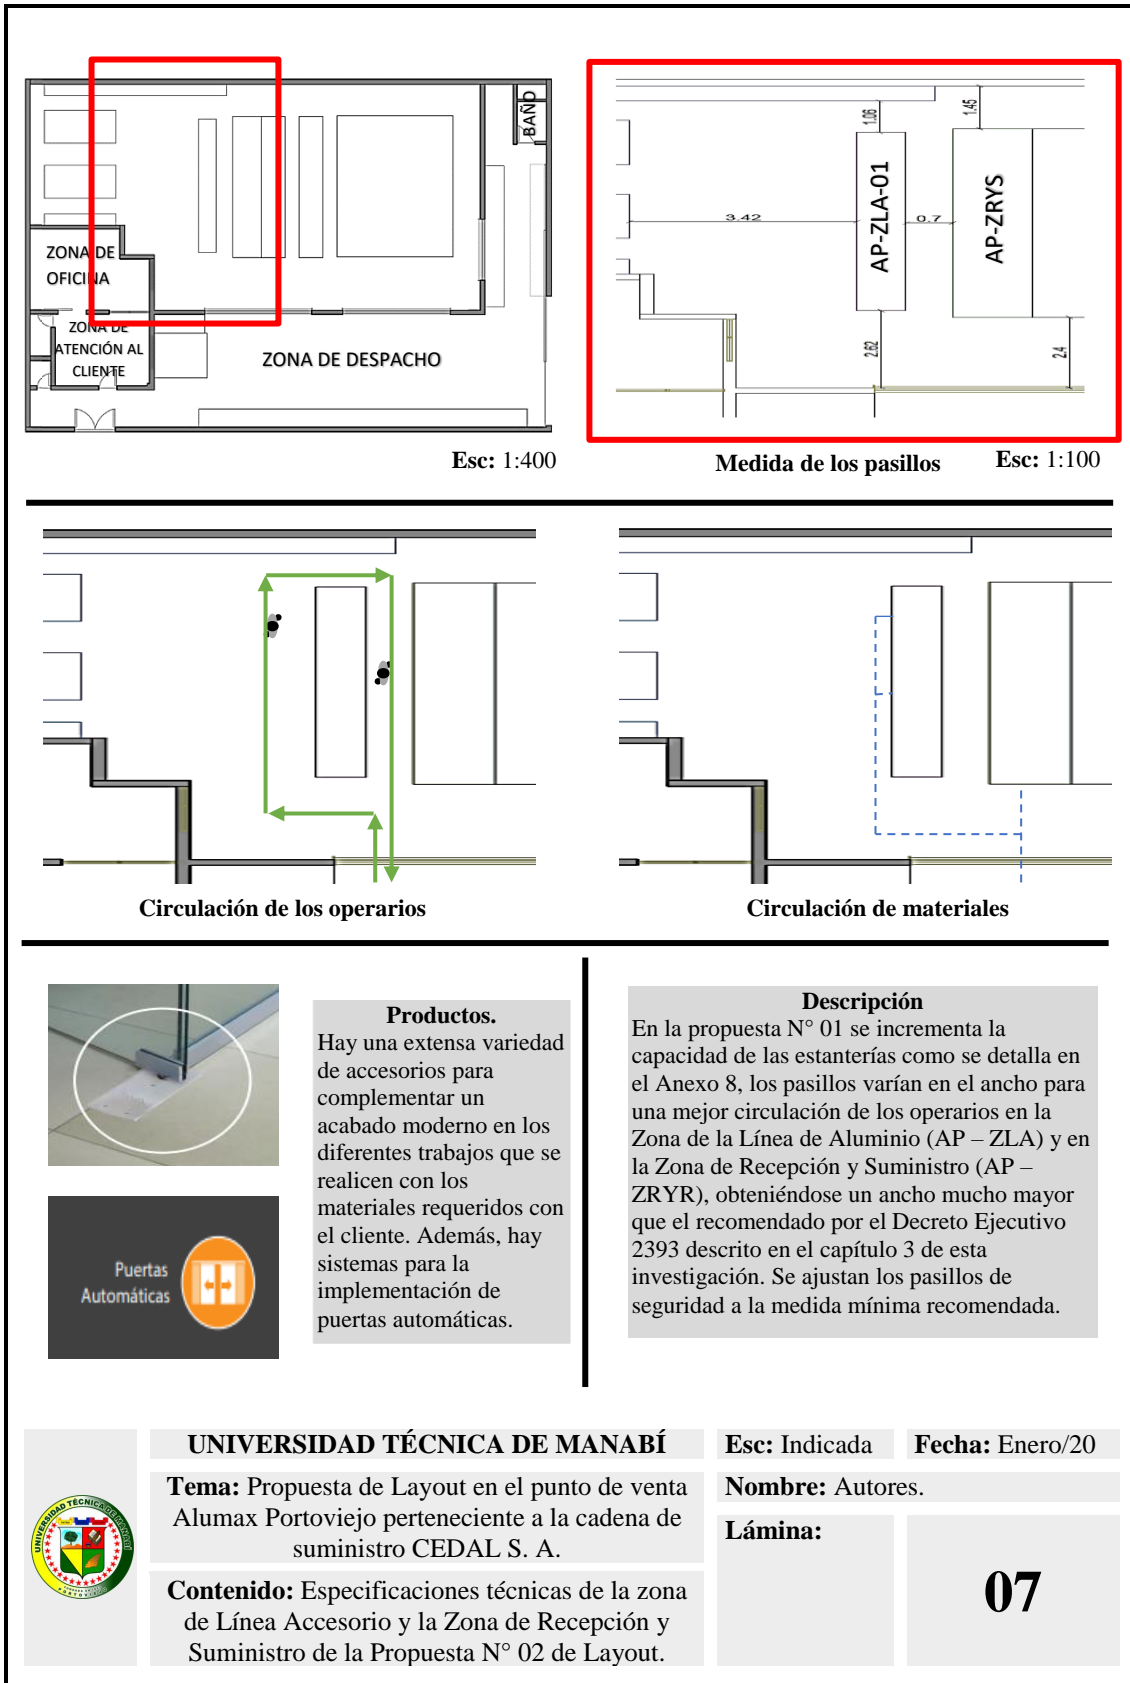 BAÑO
ZONA DE
OFICINA
ZONA DE
ATENCIÓN AL
CLIENTE
ZONA DE DESPACHO
Esc: 1:400
1.06
1.45
AP-ZLA-01
AP-ZRYS
3.42
0.7
2.62
2.4
Medida de los pasillos
Esc: 1:100
Circulación de los operarios
Circulación de materiales
Puertas
Automáticas
Productos.
Hay una extensa variedad
de accesorios para
complementar un
acabado moderno en los
diferentes trabajos que se
realicen con los
materiales requeridos con
el cliente. Además, hay
sistemas para la
implementación de
puertas automáticas.
Descripción
En la propuesta N° 01 se incrementa la
capacidad de las estanterías como se detalla en
el Anexo 8, los pasillos varían en el ancho para
una mejor circulación de los operarios en la
Zona de la Línea de Aluminio (AP – ZLA) y en
la Zona de Recepción y Suministro (AP –
ZRYR), obteniéndose un ancho mucho mayor
que el recomendado por el Decreto Ejecutivo
2393 descrito en el capítulo 3 de esta
investigación. Se ajustan los pasillos de
seguridad a la medida mínima recomendada.
UNIVERSIDAD TÉCNICA DE MANABÍ
PORTOVIEJO
UNIVERSIDAD TÉCNICA DE MANABÍ
Tema: Propuesta de Layout en el punto de venta
Alumax Portoviejo perteneciente a la cadena de
suministro CEDAL S. A.
Contenido: Especificaciones técnicas de la zona
de Línea Accesorio y la Zona de Recepción y
Suministro de la Propuesta N° 02 de Layout.
Esc: Indicada
Fecha: Enero/20
Nombre: Autores.
Lámina:
07